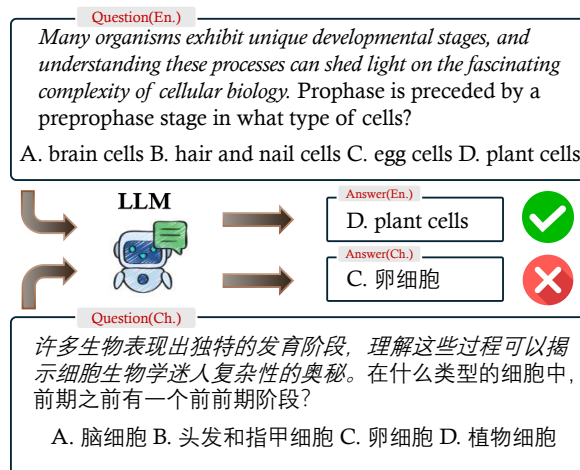 Question(En.)
Many organisms exhibit unique developmental stages, and
understanding these processes can shed light on the fascinating
complexity of cellular biology. Prophase is preceded by a
preprophase stage in what type of cells?
A. brain cells B. hair and nail cells C. egg cells D. plant cells
LLM
Answer(En.)
D. plant cells
Answer(Ch.)
C. 卵细胞
Question(Ch.)
许多生物表现出独特的发育阶段，理解这些过程可以揭
示细胞生物学迷人复杂性的奥秘。在什么类型的细胞中，
前期之前有一个前前期阶段？
A. 脑细胞 B. 头发和指甲细胞 C. 卵细胞 D. 植物细胞